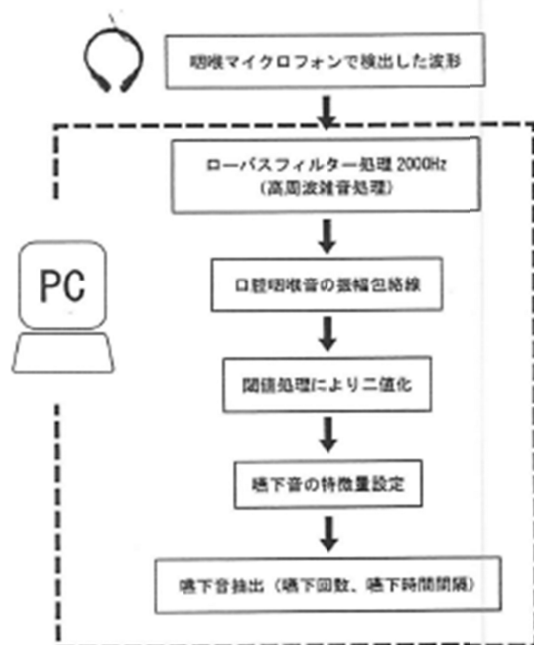 咽喉マイクロフォンで検出した波形
ローパスフィルター処理 2000Hz
(高周波雑音処理)
PC
口腔咽喉音の振幅包絡線
閾値処理により二値化
嚥下音の特徴量設定
嚥下音抽出（嚥下回数、嚥下時間間隔）